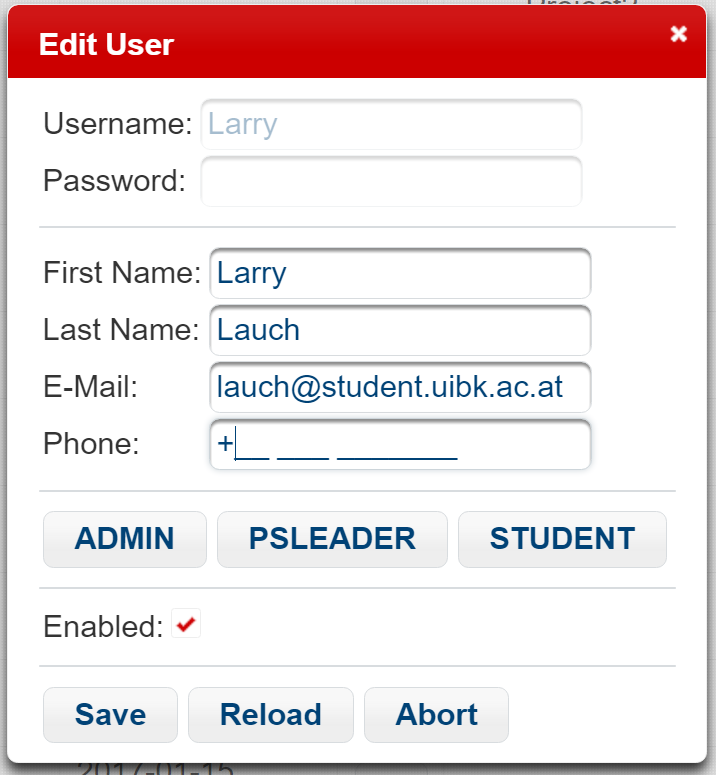 Edit User
Username: Larry
Password:
First Name: Larry
Last Name: Lauch
E-Mail: lauch@student.uibk.ac.at
Phone: +__ ___ _______
ADMIN PSLEADER STUDENT
Enabled:
Save Reload Abort
2017-01-15